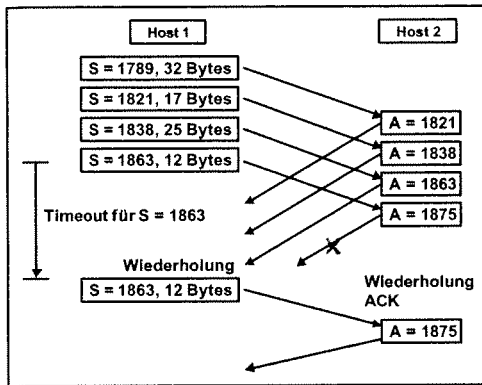 Host 1
Host 2
S = 1789, 32 Bytes
S = 1821, 17 Bytes
S = 1838, 25 Bytes
S = 1863, 12 Bytes
A = 1821
A = 1838
A = 1863
A = 1875
Timeout für S = 1863
Wiederholung
S = 1863, 12 Bytes
Wiederholung
ACK
A = 1875